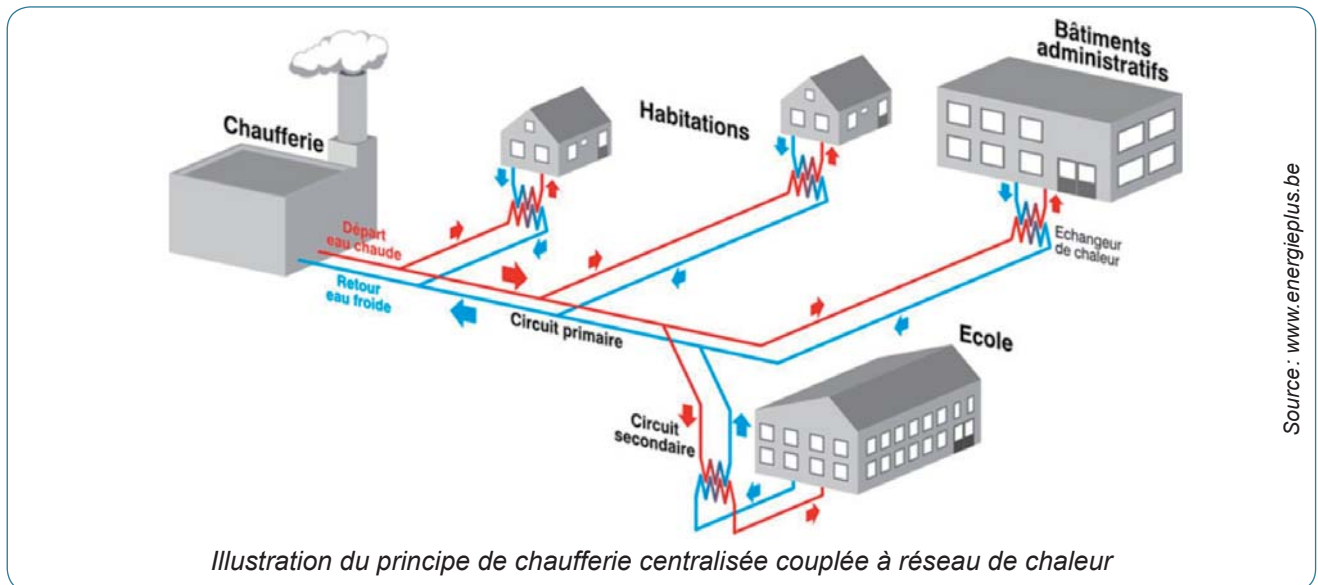 Bâtiments
administratifs
Habitations
Chaufferie
Départ
eau chaude
Echangeur
de chaleur
Retour
eau froide
Circuit primaire
Ecole
Circuit
secondaire
Source : www.energieplus.be
Illustration du principe de chaufferie centralisée couplée à réseau de chaleur